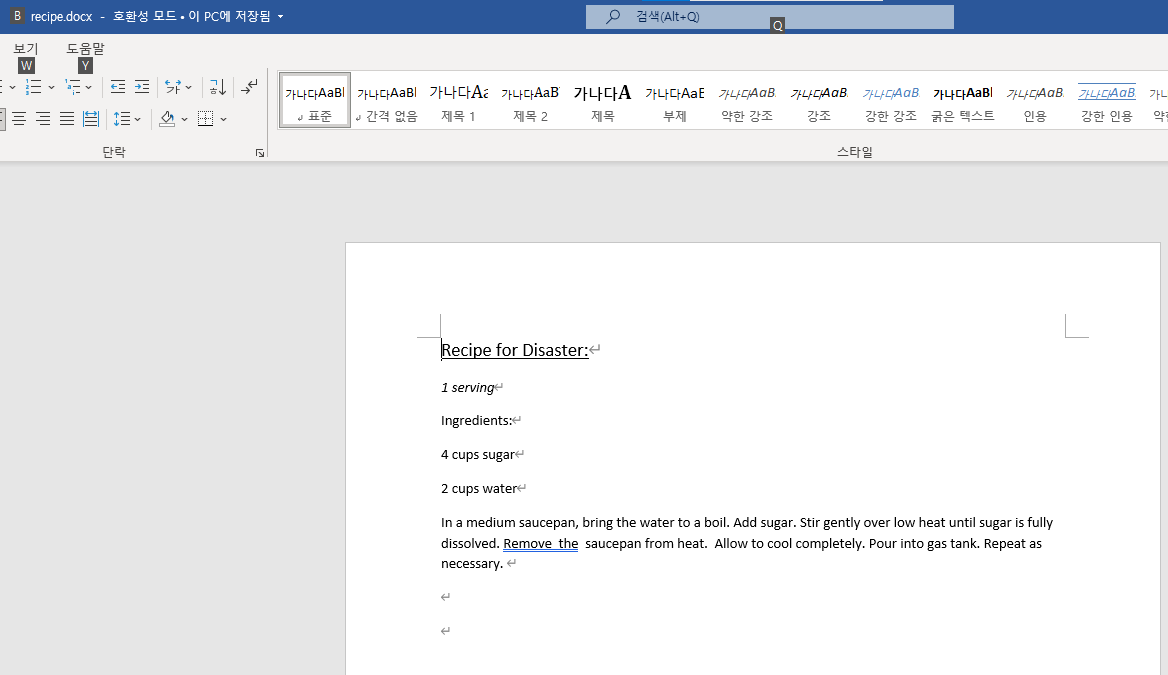 B recipe.docx - 호환성 모드 • 이 PC에 저장됨
검색(Alt+Q)
Q
보기 도움말
W Y
가나다AaBl 가나다AaBl 가나다Aa 가나다AaB 가나다A 가나다AaE 가나다AaB. 가나다AaB. 가나다AaB 가나다AaBl 가나다AaB. 가나다AaB
표준 간격 없음 제목 1 제목 2 제목 부제 약한 강조 강조 강한 강조 굵은 텍스트 인용 강한 인용
단락 스타일
Recipe for Disaster:
1 serving
Ingredients:
4 cups sugar
2 cups water
In a medium saucepan, bring the water to a boil. Add sugar. Stir gently over low heat until sugar is fully
dissolved. Remove the saucepan from heat. Allow to cool completely. Pour into gas tank. Repeat as
necessary.